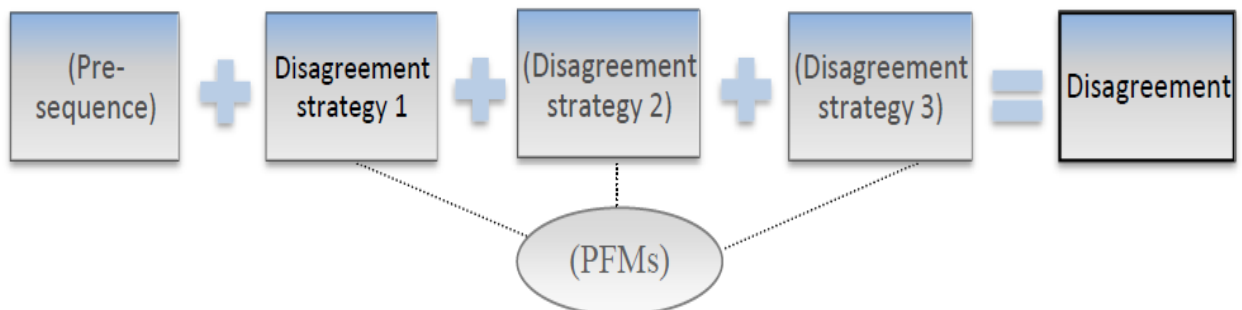 (Pre-
sequence)
Disagreement
strategy 1
(Disagreement
strategy 2)
(Disagreement
strategy 3)
Disagreement
(PFMs)